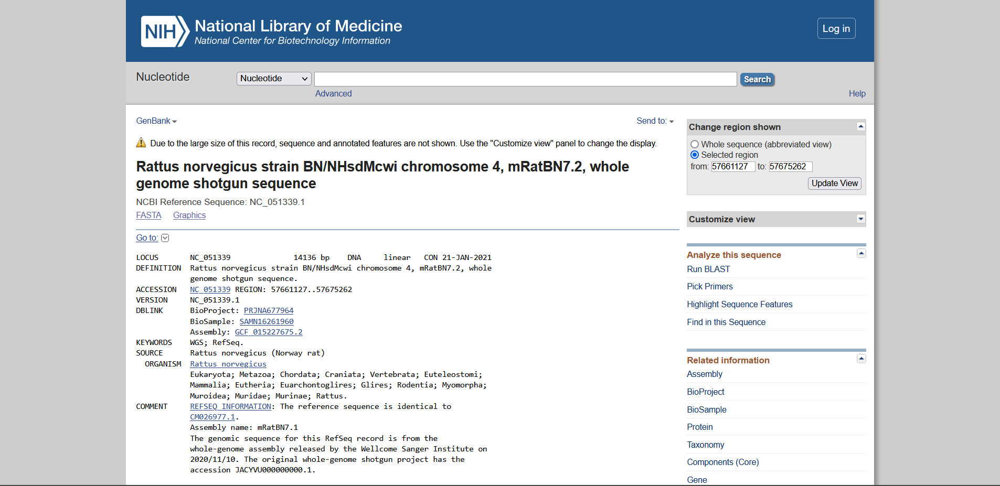 NIH National Library of Medicine
National Center for Biotechnology Information
Log in
Nucleotide
Nucleotide
Search
Advanced
Help
GenBank
Send to:
Due to the large size of this record, sequence and annotated features are not shown. Use the "Customize view" panel to change the display.
Rattus norvegicus strain BN/NHsdMcwi chromosome 4, mRatBN7.2, whole
genome shotgun sequence
NCBI Reference Sequence: NC_051339.1
FASTA Graphics
Go to:
LOCUS NC_051339 14136 bp DNA linear CON 21-JAN-2021
DEFINITION Rattus norvegicus strain BN/NHsdMcwi chromosome 4, mRatBN7.2, whole
genome shotgun sequence.
ACCESSION NC_051339 REGION: 57661127..57675262
VERSION NC_051339.1
DBLINK BioProject: PRJNA677964
BioSample: SAMN16261960
Assembly: GCF_015227675.2
KEYWORDS WGS; RefSeq.
SOURCE Rattus norvegicus (Norway rat)
ORGANISM Rattus norvegicus
Eukaryota; Metazoa; Chordata; Craniata; Vertebrata; Euteleostomi;
Mammalia; Eutheria; Euarchontoglires; Glires; Rodentia; Myomorpha;
Muroidea; Muridae; Murinae; Rattus.
COMMENT REFSEQ INFORMATION: The reference sequence is identical to
CM026977.1.
Assembly name: mRatBN7.1
The genomic sequence for this RefSeq record is from the
whole-genome assembly released by the Wellcome Sanger Institute on
2020/11/10. The original whole-genome shotgun project has the
accession JACYVU000000000.1.
Change region shown
Whole sequence (abbreviated view)
Selected region
from: 57661127 to: 57675262
Update View
Customize view
Analyze this sequence
Run BLAST
Pick Primers
Highlight Sequence Features
Find in this Sequence
Related information
Assembly
BioProject
BioSample
Protein
Taxonomy
Components (Core)
Gene